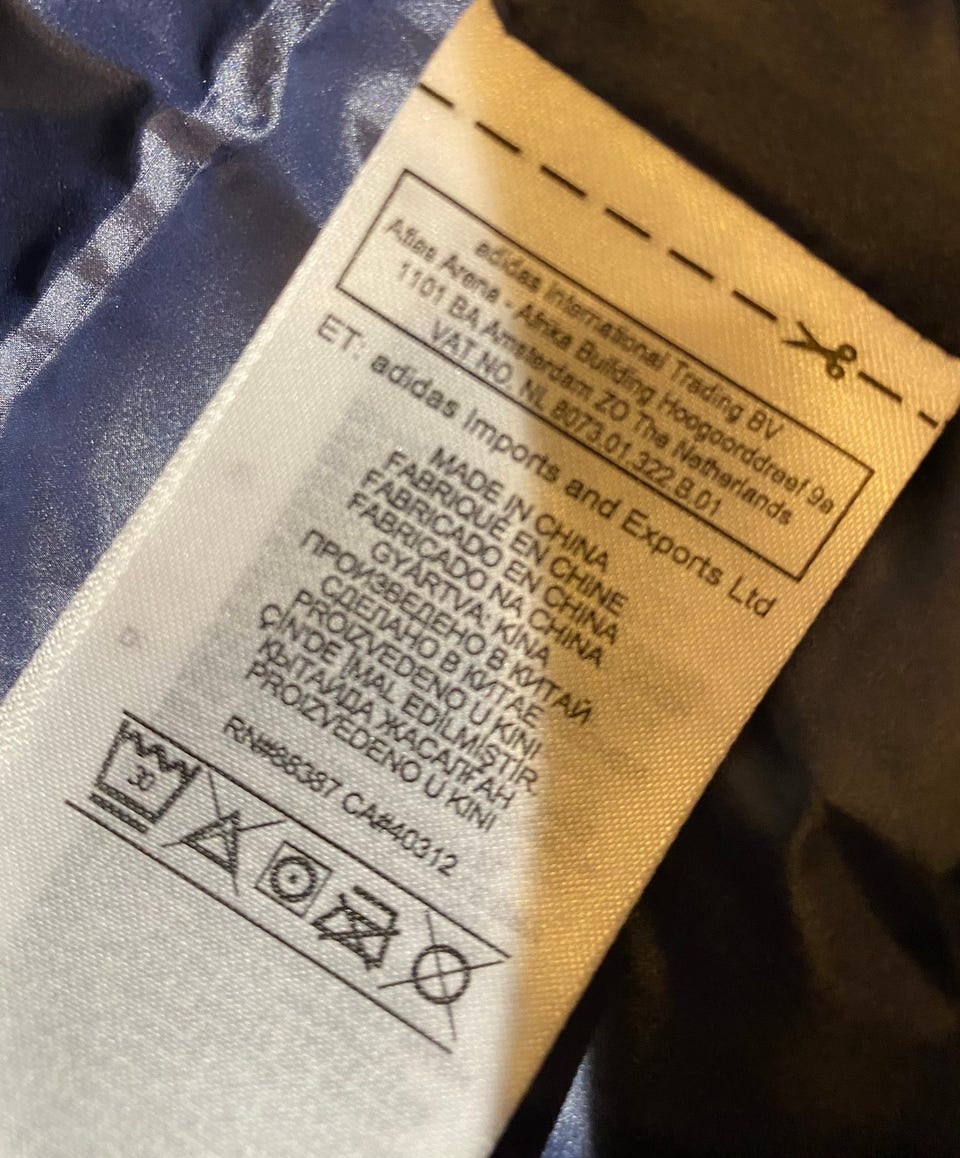 adidas International Trading BV
Atlas Arena - Afrika Building Hoogoorddreef 9a
1101 BA Amsterdam ZO The Netherlands
VAT NO. NL 8073.01.322.B.01
ET: adidas Imports and Exports Ltd
MADE IN CHINA
FABRIQUÉ EN CHINE
FABRICADO EN CHINA
FABRICADO NA CHINA
GYÁRTVA: KÍNA
ПРОИЗВЕДЕНО В КИТАЙ
СДЕЛАНО В КИТАЕ
PROIZVEDENO U KINI
ÇİN'DE İMAL EDİLMİŞTİR
ҚЫТАЙДА ЖАСАЛҒАН
PROIZVEDENO U KINI
RN#88387 CA#40312
30